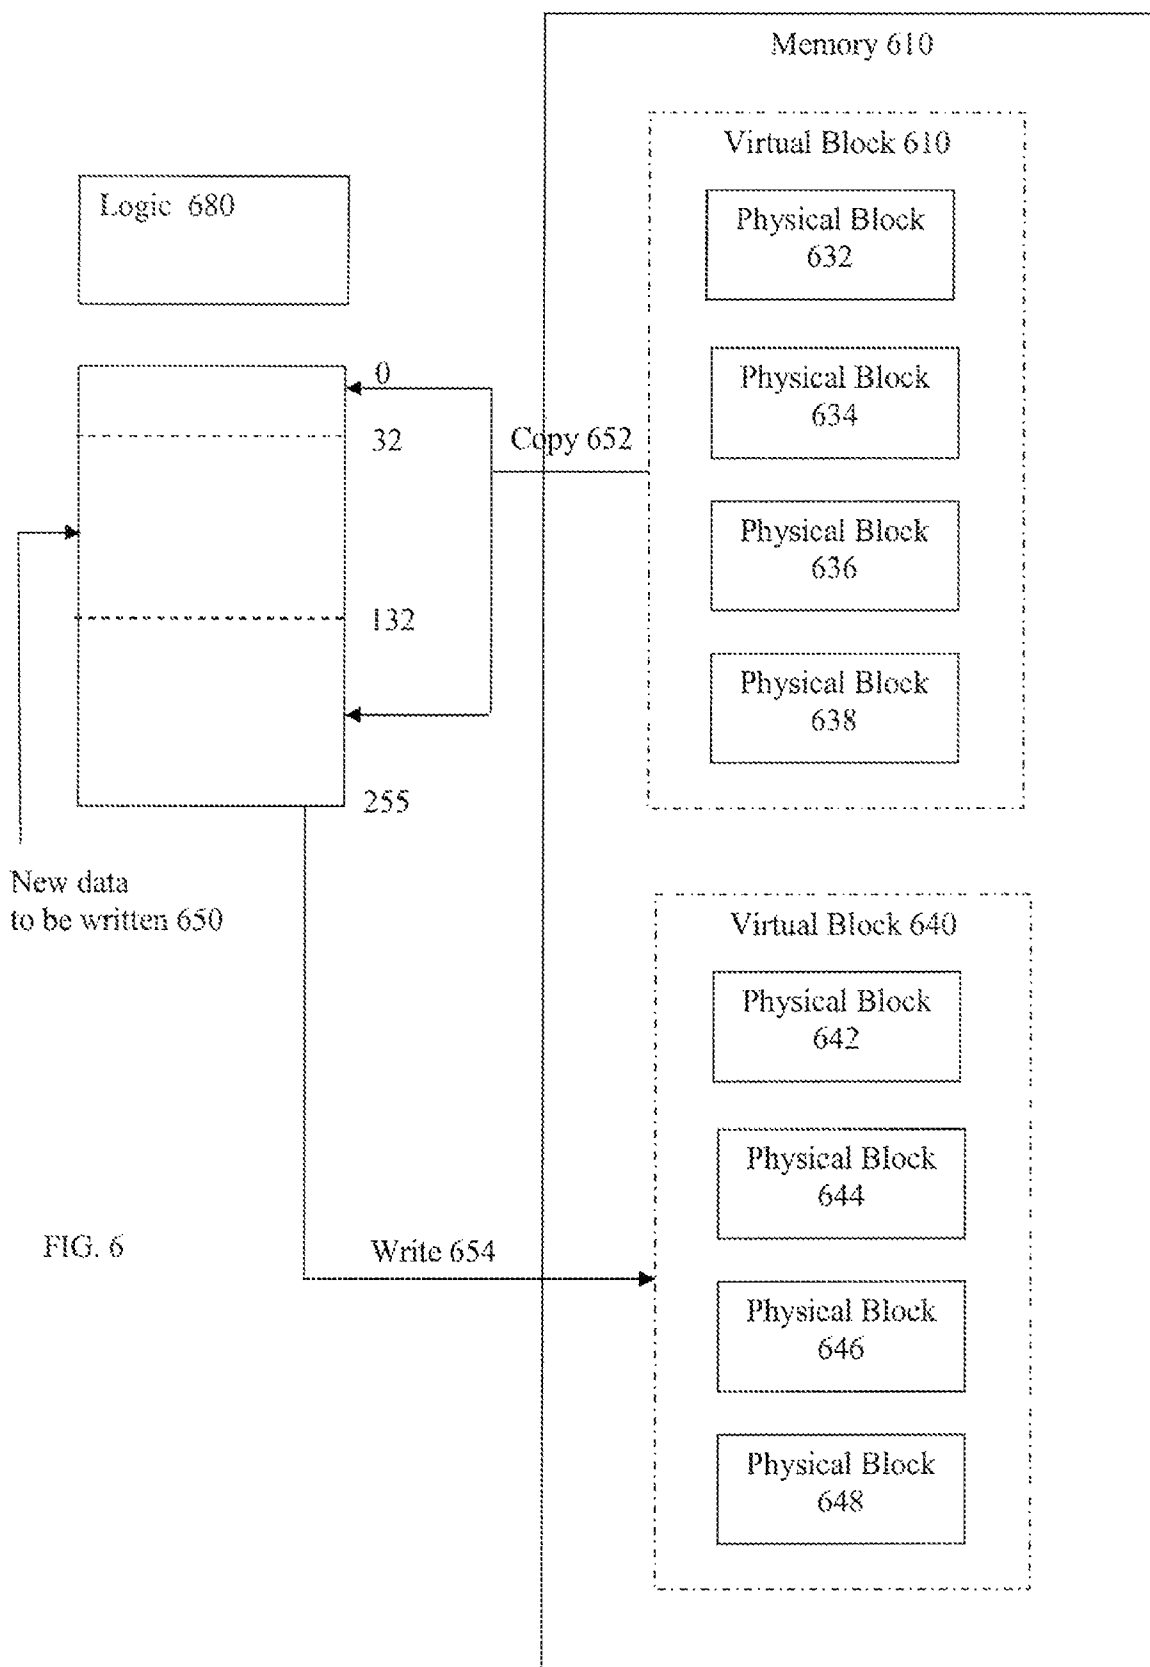 Memory 610
Virtual Block 610
Logic 680
Physical Block
632
0
Physical Block
634
32
Copy 652
Physical Block
636
132
Physical Block
638
255
New data
to be written 650
Virtual Block 640
Physical Block
642
Physical Block
644
FIG. 6
Write 654
Physical Block
646
Physical Block
648